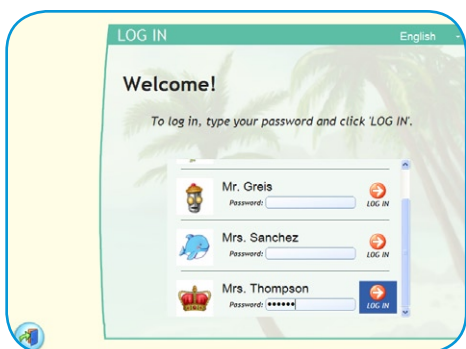 LOG IN English -
Welcome!
To log in, type your password and click 'LOG IN'.
Mr. Greis
Password: LOG IN
Mrs. Sanchez
Password: LOG IN
Mrs. Thompson
Password: •••••• LOG IN